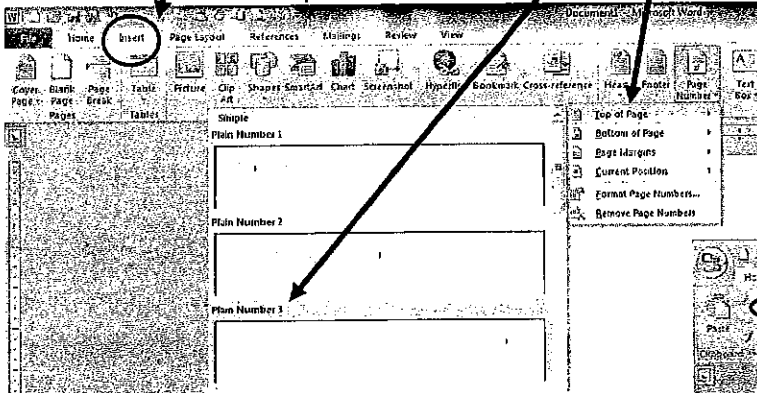 Document1 - Microsoft Word
File Home Insert Page Layout References Mailings Review View
Cover Page Blank Page Page Break Table Picture Clip Art Shapes SmartArt Chart Screenshot Hyperlink Bookmark Cross-reference Header Footer Page Number Text Box
Pages Tables
Simple
Plain Number 1
Plain Number 2
Plain Number 3
Top of Page
Bottom of Page
Page Margins
Current Position
Format Page Numbers...
Remove Page Numbers
Paste
Clipboard